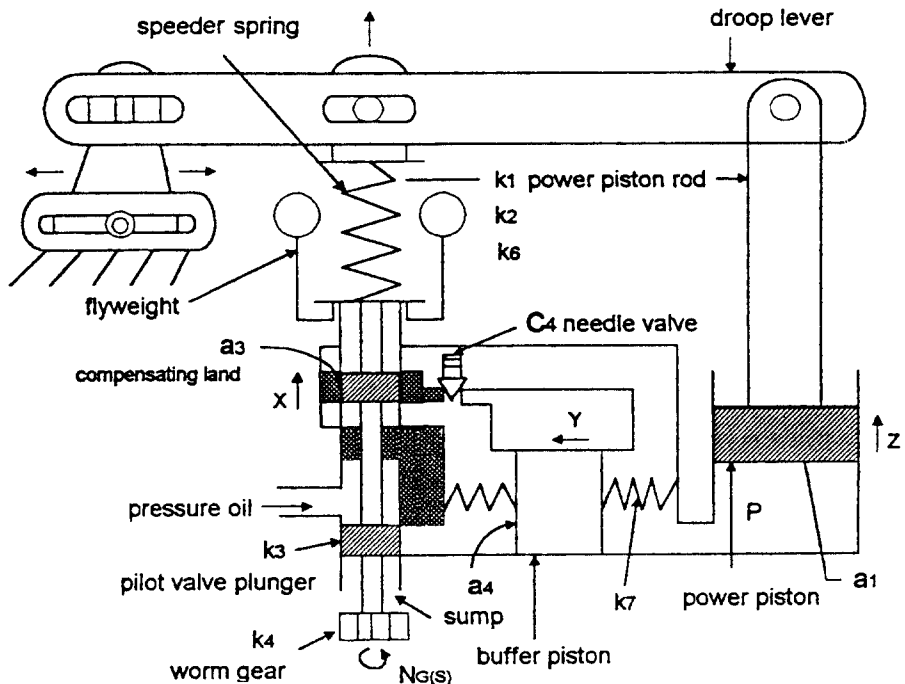 speeder spring
droop lever
k1 power piston rod
k2
k6
flyweight
C4 needle valve
a3
compensating land
X
Y
Z
pressure oil
P
k3
pilot valve plunger
a4
k7
a1
power piston
sump
k4
worm gear
buffer piston
NG(S)